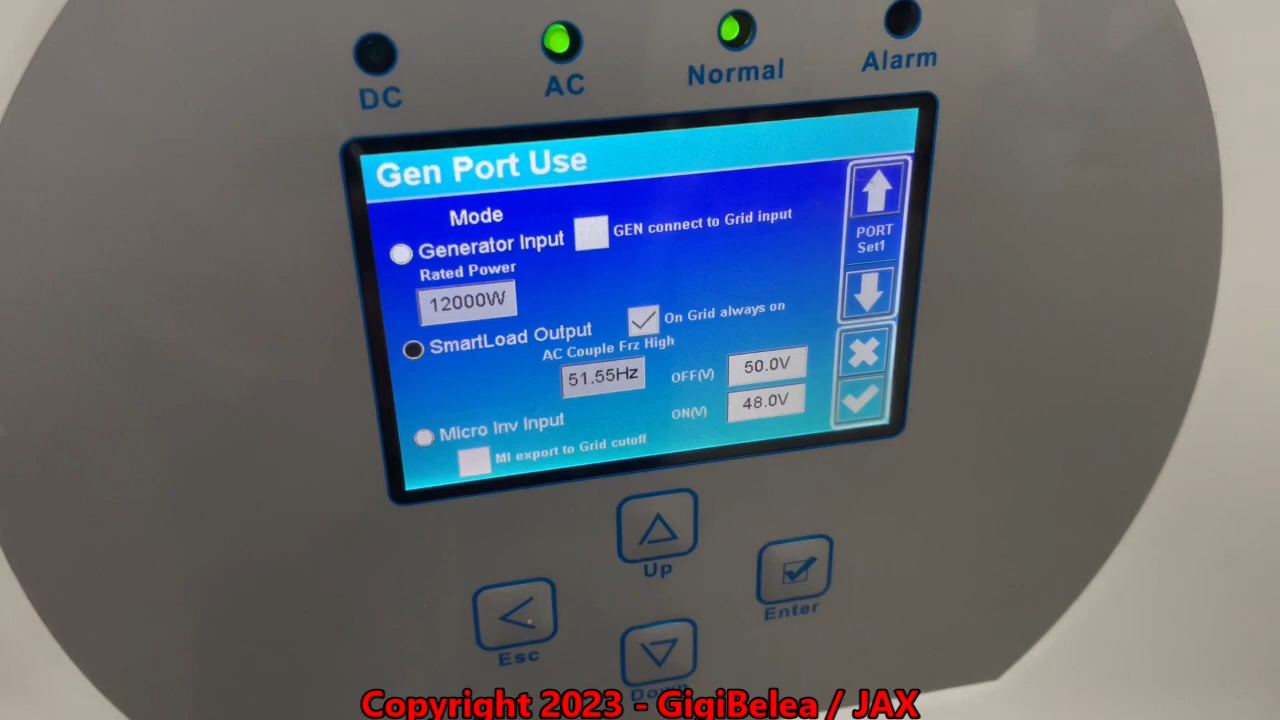 DC
AC
Normal
Alarm
Gen Port Use
Mode
Generator Input
GEN connect to Grid input
Rated Power
12000W
PORT
Set1
SmartLoad Output
On Grid always on
AC Couple Frz High
51.55Hz
OFF(V)
50.0V
ON(V)
48.0V
Micro Inv Input
MI export to Grid cutoff
Up
Enter
Esc
Down
Copyright 2023 - GigiBelea / JAX